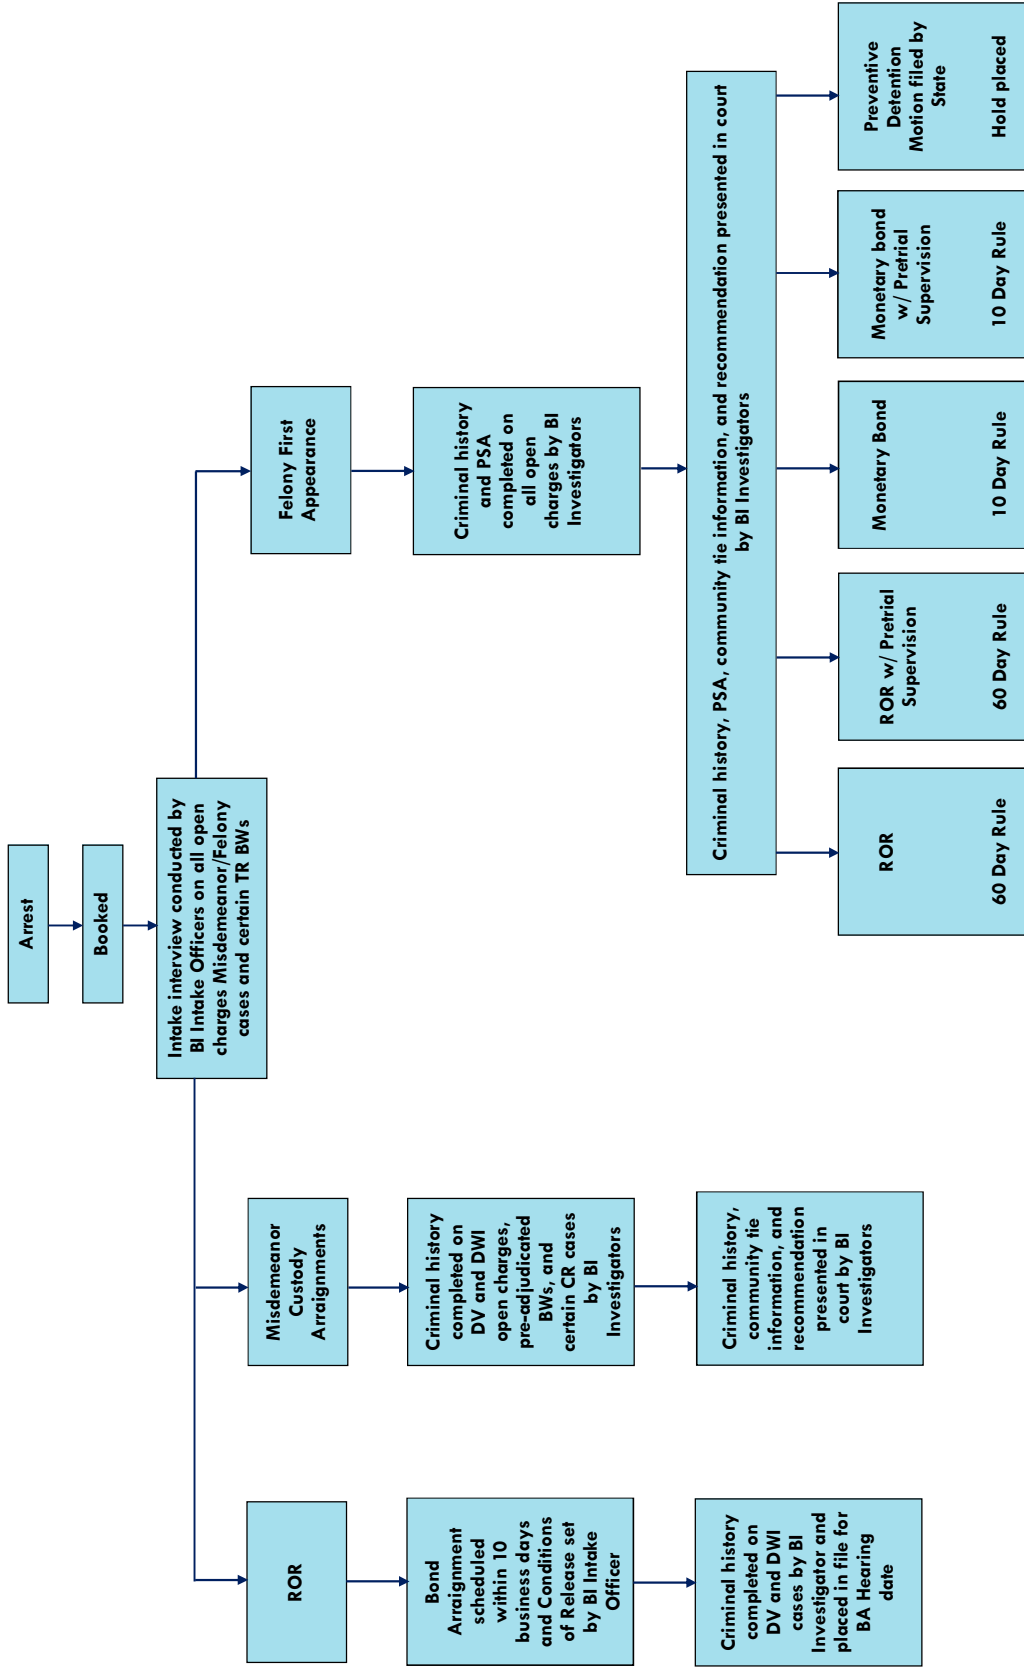 Arrest
Booked
Intake interview conducted by
BI Intake Officers on all open
charges Misdemeanor/Felony
cases and certain TR BWs
ROR
Bond
Arraignment
scheduled
within 10
business days
and Conditions
of Release set
by BI Intake
Officer
Criminal history
completed on
DV and DWI
cases by BI
Investigator and
placed in file for
BA Hearing
date
Misdemeanor
Custody
Arraignments
Criminal history
completed on
DV and DWI
open charges,
pre-adjudicated
BWs, and
certain CR cases
by BI
Investigators
Criminal history,
community tie
information, and
recommendation
presented in
court by BI
Investigators
Felony First
Appearance
Criminal history
and PSA
completed on
all open
charges by BI
Investigators
Criminal history, PSA, community tie information, and recommendation presented in court
by BI Investigators
ROR
60 Day Rule
ROR w/ Pretrial
Supervision
60 Day Rule
Monetary Bond
10 Day Rule
Monetary bond
w/ Pretrial
Supervision
10 Day Rule
Preventive
Detention
Motion filed by
State
Hold placed